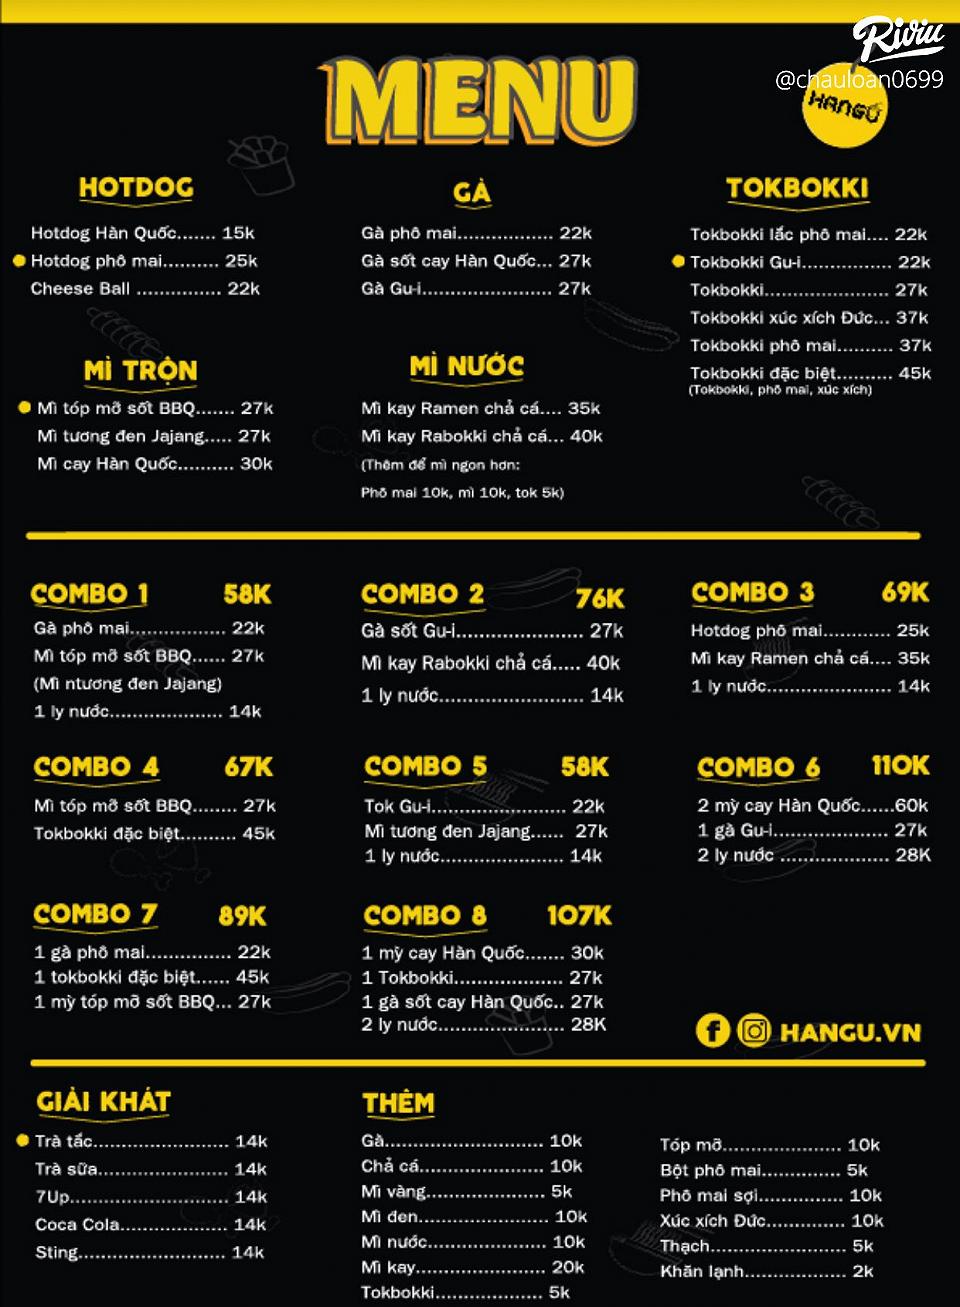 Riviu
@chauloan0699
HANGU
MENU
HOTDOG
Hotdog Hàn Quốc....... 15k
Hotdog phô mai.......... 25k
Cheese Ball ............... 22k
GÀ
Gà phô mai................. 22k
Gà sốt cay Hàn Quốc... 27k
Gà Gu-i....................... 27k
TOKBOKKI
Tokbokki lắc phô mai.... 22k
Tokbokki Gu-i................ 22k
Tokbokki...................... 27k
Tokbokki xúc xích Đức... 37k
Tokbokki phô mai.......... 37k
Tokbokki đặc biệt........... 45k
(Tokbokki, phô mai, xúc xích)
MÌ TRỘN
Mì tóp mỡ sốt BBQ....... 27k
Mì tương đen Jajang..... 27k
Mì cay Hàn Quốc.......... 30k
MÌ NƯỚC
Mì kay Ramen chả cá.... 35k
Mì kay Rabokki chả cá... 40k
(Thêm để mì ngon hơn:
Phô mai 10k, mì 10k, tok 5k)
COMBO 1 58K
Gà phô mai................. 22k
Mì tóp mỡ sốt BBQ...... 27k
(Mì ntương đen Jajang)
1 ly nước.................... 14k
COMBO 2 76K
Gà sốt Gu-i....................... 27k
Mì kay Rabokki chả cá..... 40k
1 ly nước.......................... 14k
COMBO 3 69K
Hotdog phô mai............ 25k
Mì kay Ramen chả cá.... 35k
1 ly nước...................... 14k
COMBO 4 67K
Mì tóp mỡ sốt BBQ........ 27k
Tokbokki đặc biệt.......... 45k
COMBO 5 58K
Tok Gu-i........................ 22k
Mì tương đen Jajang...... 27k
1 ly nước...................... 14k
COMBO 6 110K
2 mỳ cay Hàn Quốc......60k
1 gà Gu-i.................... 27k
2 ly nước ................... 28K
COMBO 7 89K
1 gà phô mai............... 22k
1 tokbokki đặc biệt...... 45k
1 mỳ tóp mỡ sốt BBQ... 27k
COMBO 8 107K
1 mỳ cay Hàn Quốc....... 30k
1 Tokbokki................... 27k
1 gà sốt cay Hàn Quốc.. 27k
2 ly nước...................... 28K
HANGU.VN
GIẢI KHÁT
Trà tắc........................ 14k
Trà sữa....................... 14k
7Up............................ 14k
Coca Cola................... 14k
Sting.......................... 14k
THÊM
Gà............................ 10k
Chả cá...................... 10k
Mì vàng..................... 5k
Mì đen....................... 10k
Mì nước..................... 10k
Mì kay....................... 20k
Tokbokki.................... 5k
Tóp mỡ..................... 10k
Bột phô mai.............. 5k
Phô mai sợi............... 10k
Xúc xích Đức.............. 10k
Thạch........................ 5k
Khăn lạnh.................. 2k